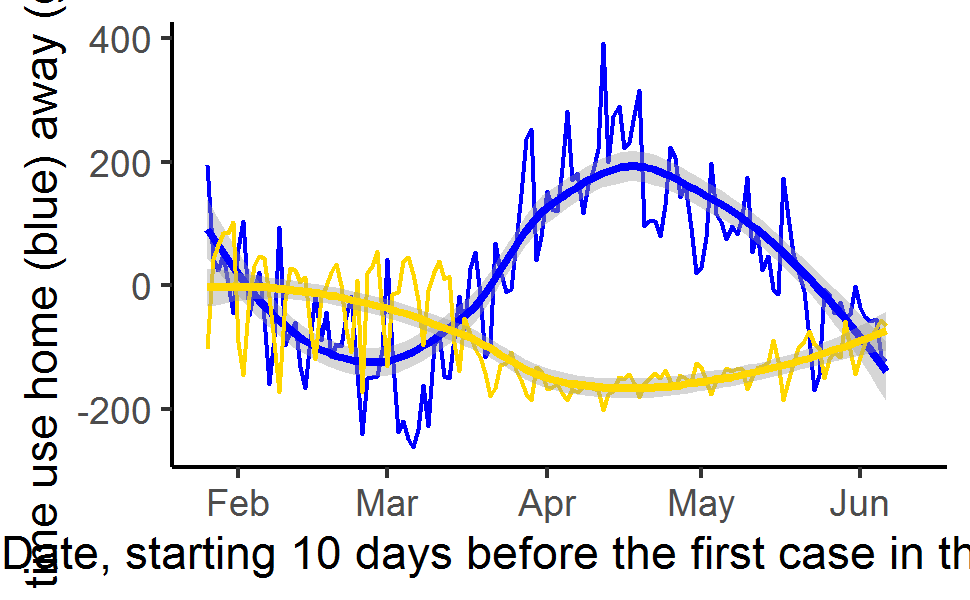 time use home (blue) away (
400
200
0
-200
Feb Mar Apr May Jun
Date, starting 10 days before the first case in th